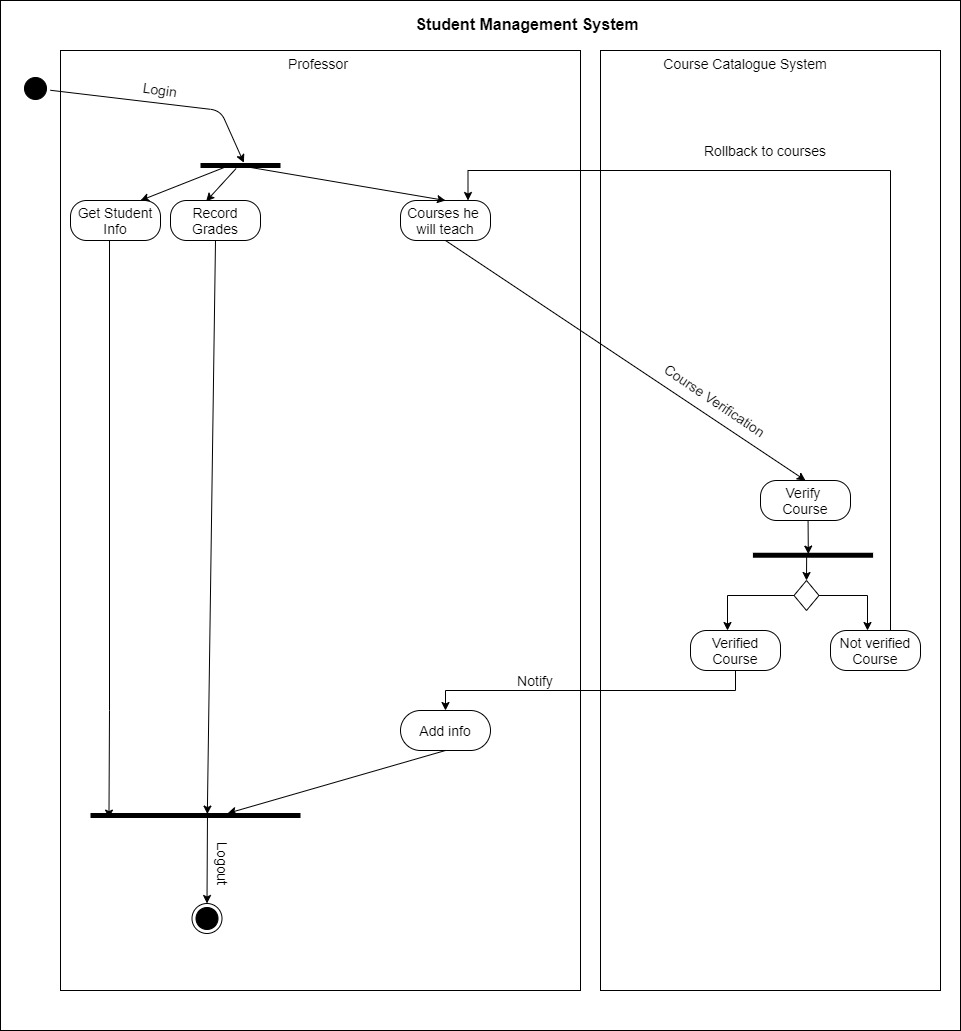 Student Management System
Professor
Course Catalogue System
Login
Rollback to courses
Get Student
Info
Record
Grades
Courses he
will teach
Course Verification
Verify
Course
Verified
Course
Not verified
Course
Notify
Add info
Logout